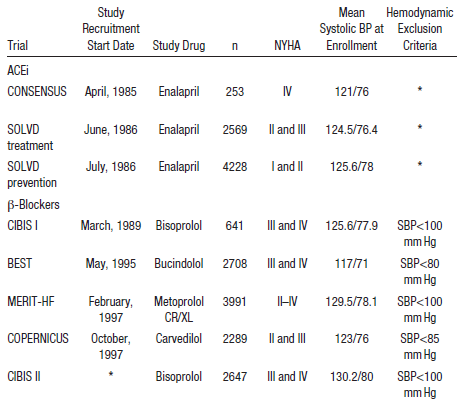 Study Mean Hemodynamic
Recruitment Systolic BP at Exclusion
Trial Start Date Study Drug n NYHA Enrollment Criteria
ACEi
CONSENSUS April, 1985 Enalapril 253 IV 121/76 *
SOLVD June, 1986 Enalapril 2569 II and III 124.5/76.4 *
treatment
SOLVD July, 1986 Enalapril 4228 I and II 125.6/78 *
prevention
β-Blockers
CIBIS I March, 1989 Bisoprolol 641 III and IV 125.6/77.9 SBP<100
mm Hg
BEST May, 1995 Bucindolol 2708 III and IV 117/71 SBP<80
mm Hg
MERIT-HF February, Metoprolol 3991 II–IV 129.5/78.1 SBP<100
1997 CR/XL mm Hg
COPERNICUS October, Carvedilol 2289 II and III 123/76 SBP<85
1997 mm Hg
CIBIS II * Bisoprolol 2647 III and IV 130.2/80 SBP<100
mm Hg